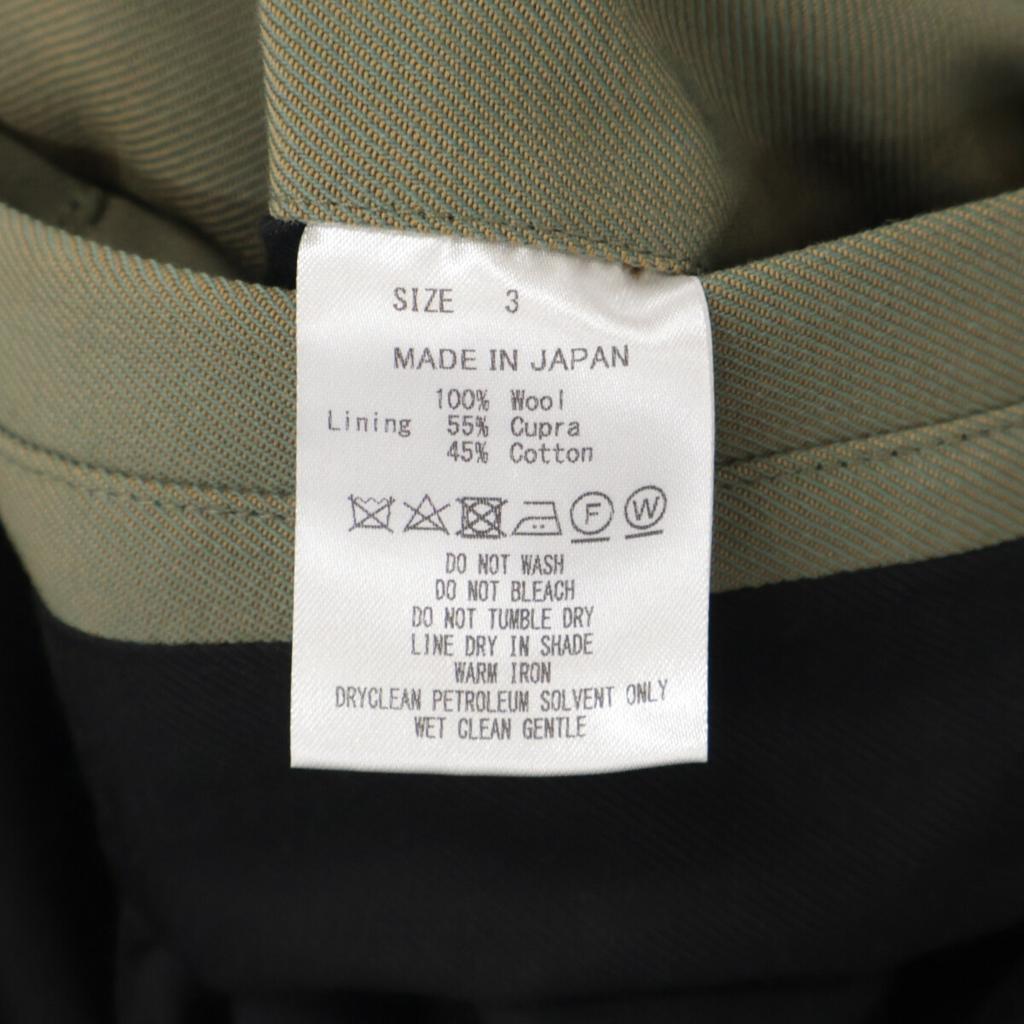 SIZE 3
MADE IN JAPAN
100% Wool
Lining 55% Cupra
45% Cotton
F W
DO NOT WASH
DO NOT BLEACH
DO NOT TUMBLE DRY
LINE DRY IN SHADE
WARM IRON
DRYCLEAN PETROLEUM SOLVENT ONLY
WET CLEAN GENTLE